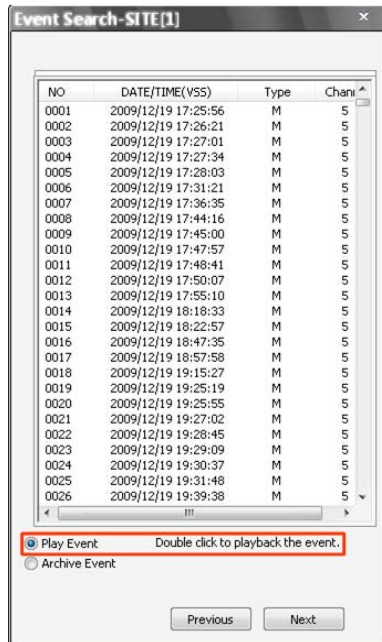 Event Search-SITE[1]
NO DATE/TIME(VSS) Type Chann
0001 2009/12/19 17:25:56 M 5
0002 2009/12/19 17:26:21 M 5
0003 2009/12/19 17:27:01 M 5
0004 2009/12/19 17:27:34 M 5
0005 2009/12/19 17:28:03 M 5
0006 2009/12/19 17:31:21 M 5
0007 2009/12/19 17:36:35 M 5
0008 2009/12/19 17:44:16 M 5
0009 2009/12/19 17:45:00 M 5
0010 2009/12/19 17:47:57 M 5
0011 2009/12/19 17:48:41 M 5
0012 2009/12/19 17:50:07 M 5
0013 2009/12/19 17:55:10 M 5
0014 2009/12/19 18:18:33 M 5
0015 2009/12/19 18:22:57 M 5
0016 2009/12/19 18:47:35 M 5
0017 2009/12/19 18:57:58 M 5
0018 2009/12/19 19:15:27 M 5
0019 2009/12/19 19:25:19 M 5
0020 2009/12/19 19:25:55 M 5
0021 2009/12/19 19:27:02 M 5
0022 2009/12/19 19:28:45 M 5
0023 2009/12/19 19:29:09 M 5
0024 2009/12/19 19:30:37 M 5
0025 2009/12/19 19:31:48 M 5
0026 2009/12/19 19:39:38 M 5
Play Event Double click to playback the event.
Archive Event
Previous Next